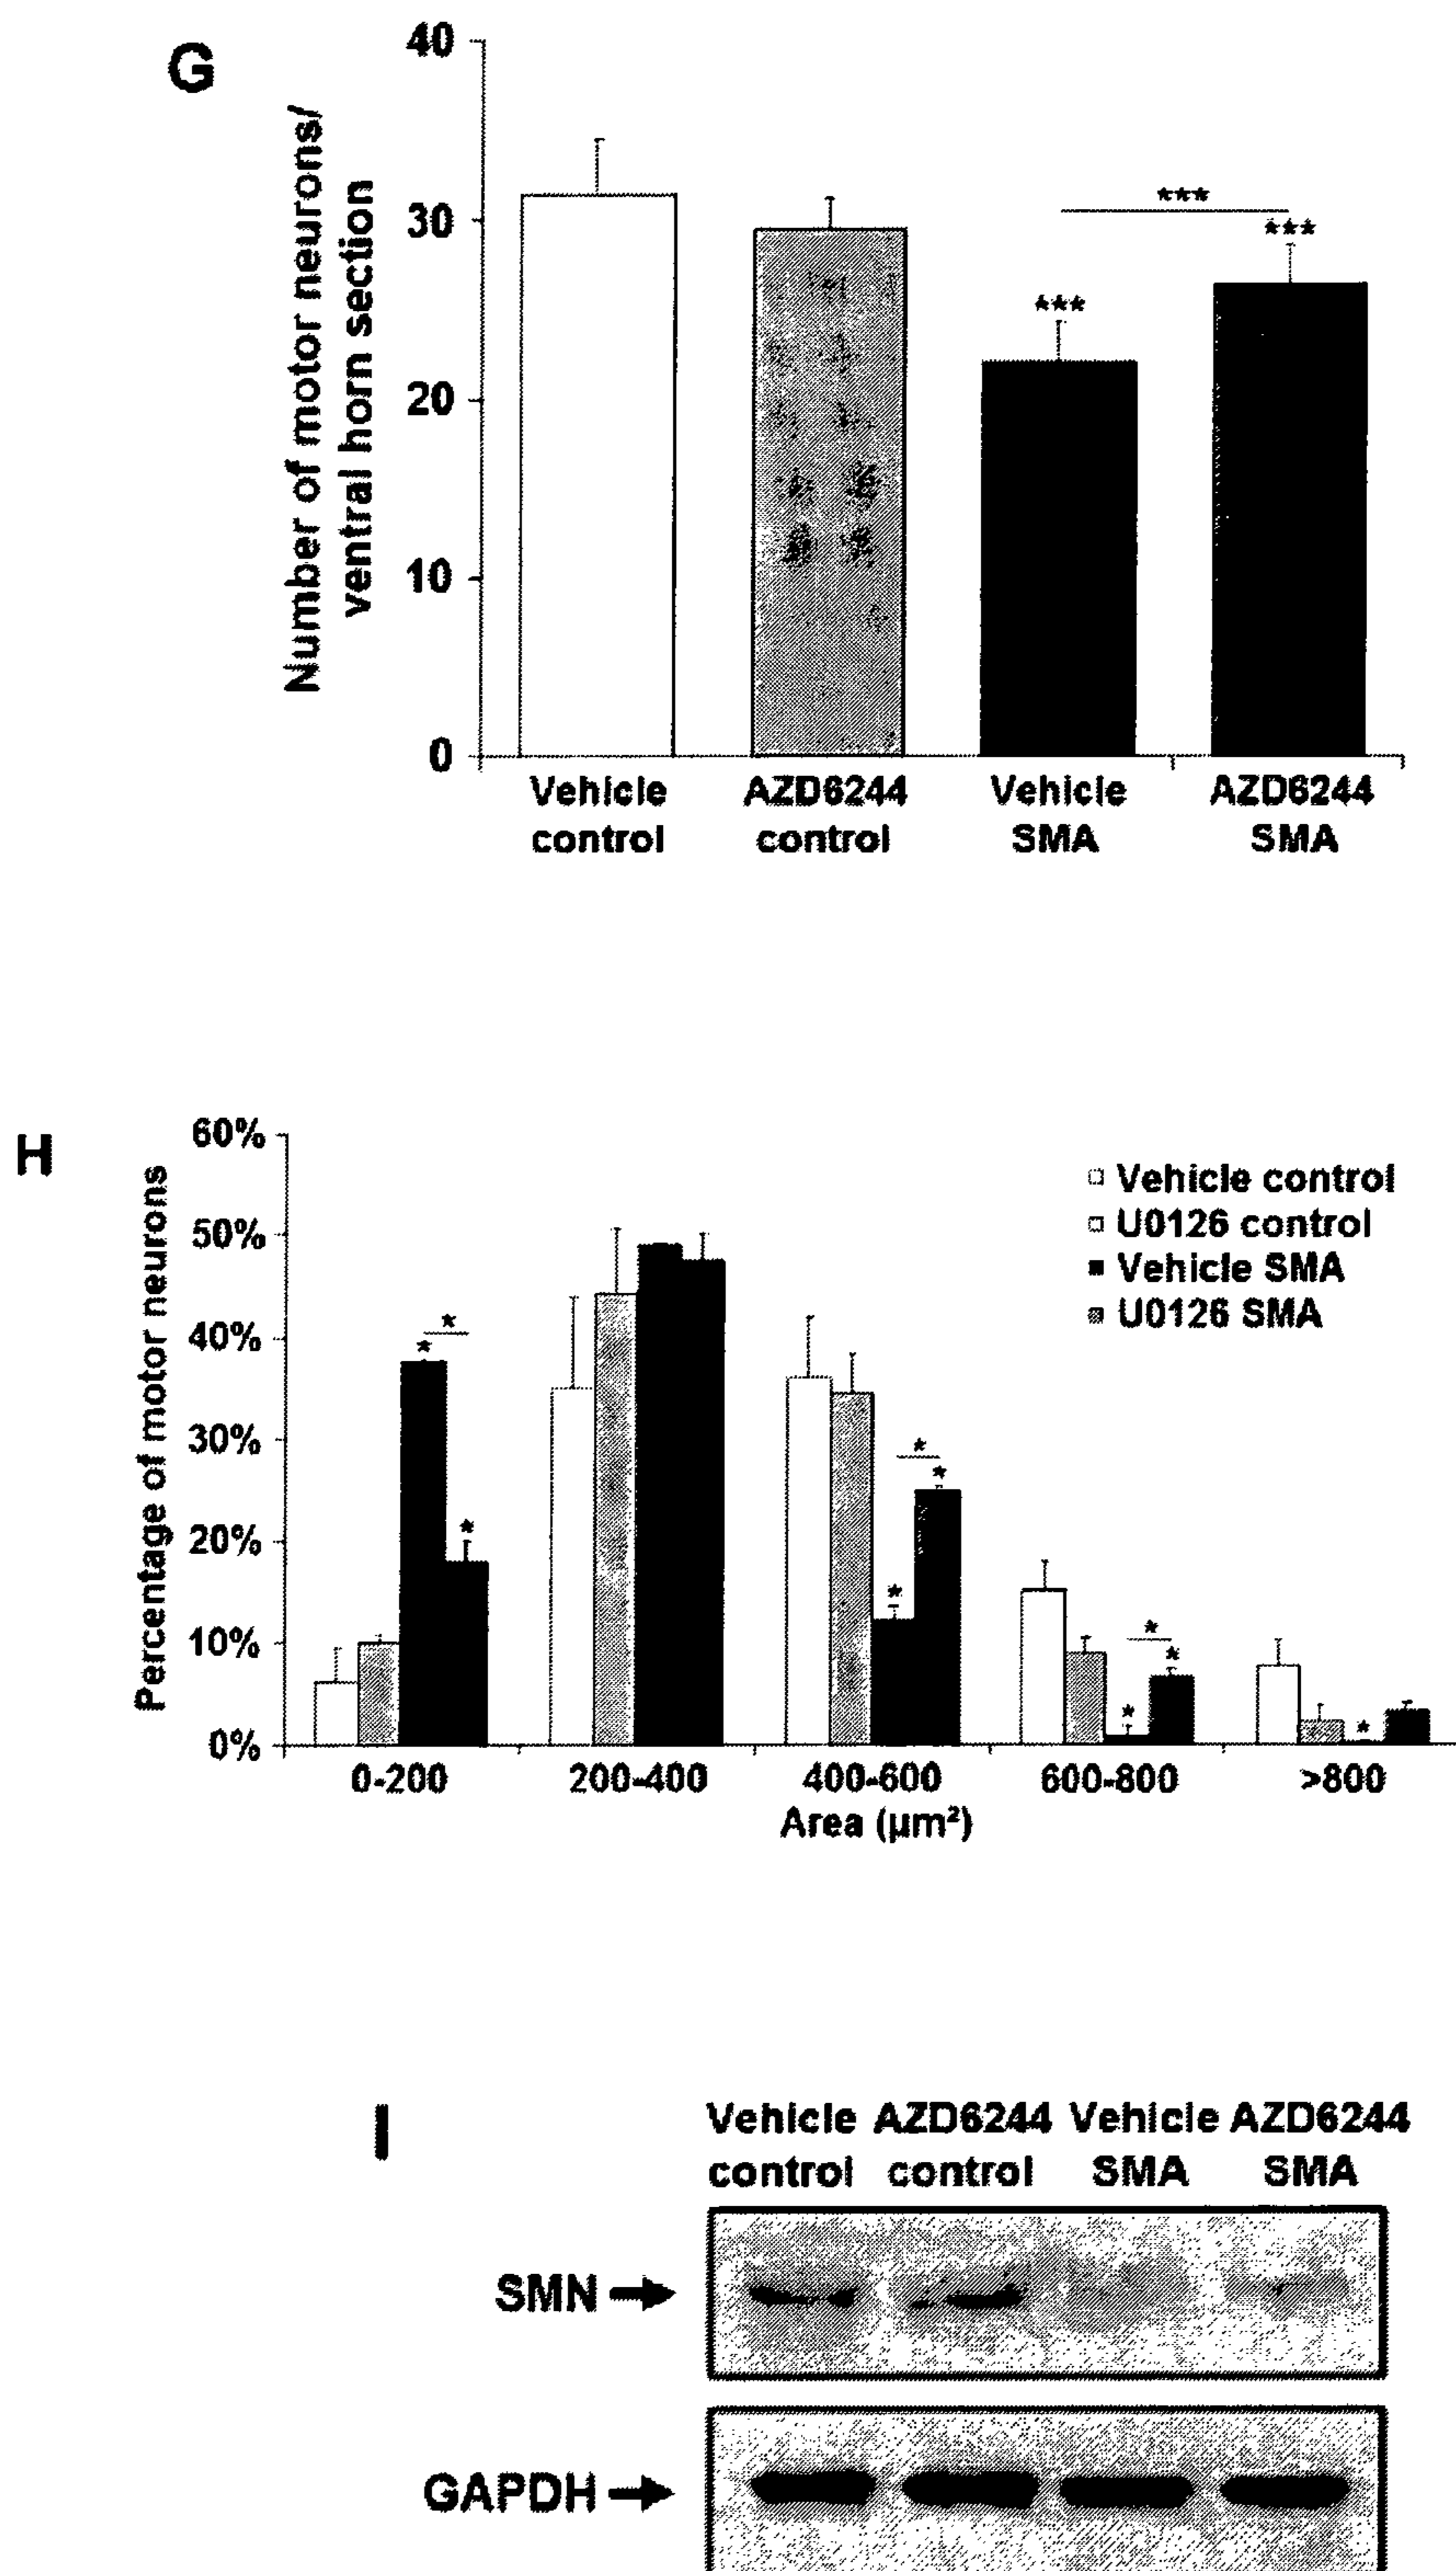 G
Number of motor neurons/
ventral horn section
40
30
20
10
0
***
***
***
Vehicle
control
AZD6244
control
Vehicle
SMA
AZD6244
SMA
H
Percentage of motor neurons
60%
50%
40%
30%
20%
10%
0%
□ Vehicle control
□ U0126 control
■ Vehicle SMA
■ U0126 SMA
*
*
*
*
*
*
*
*
*
*
0-200
200-400
400-600
600-800
>800
Area (µm²)
I
Vehicle AZD6244 Vehicle AZD6244
control control SMA SMA
SMN
GAPDH